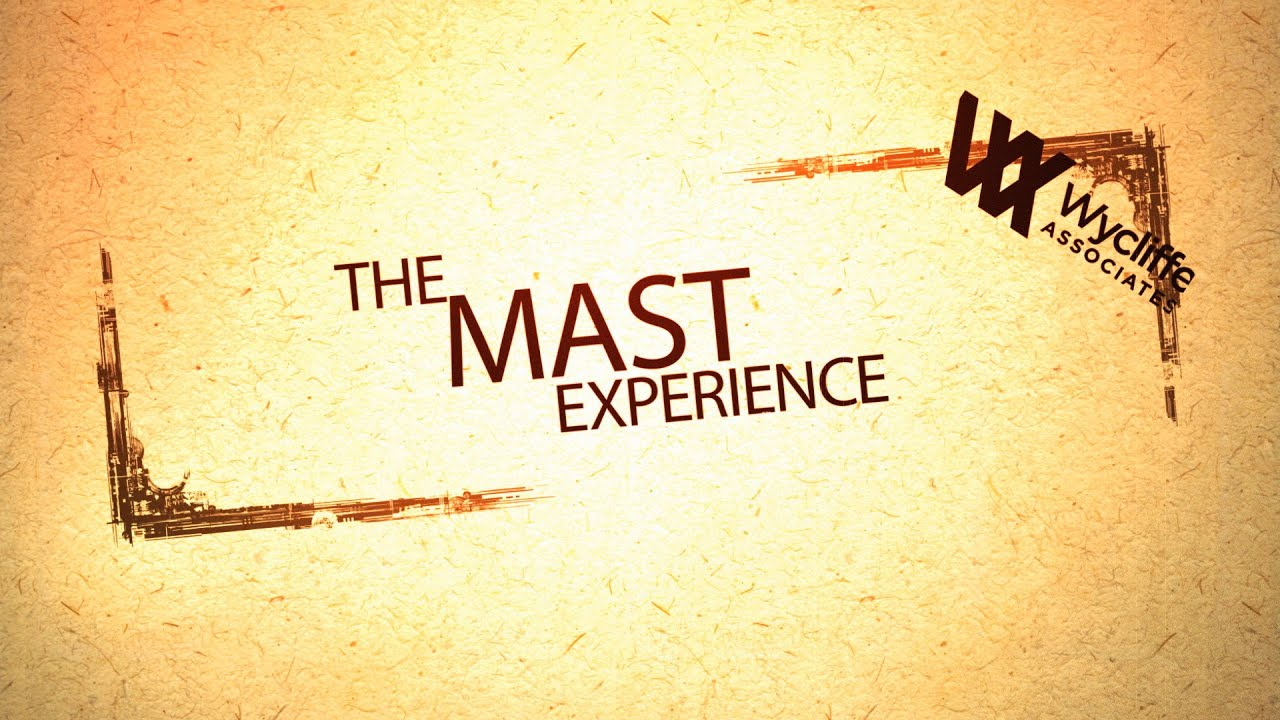 THE
MAST
EXPERIENCE
Wycliffe
ASSOCIATES